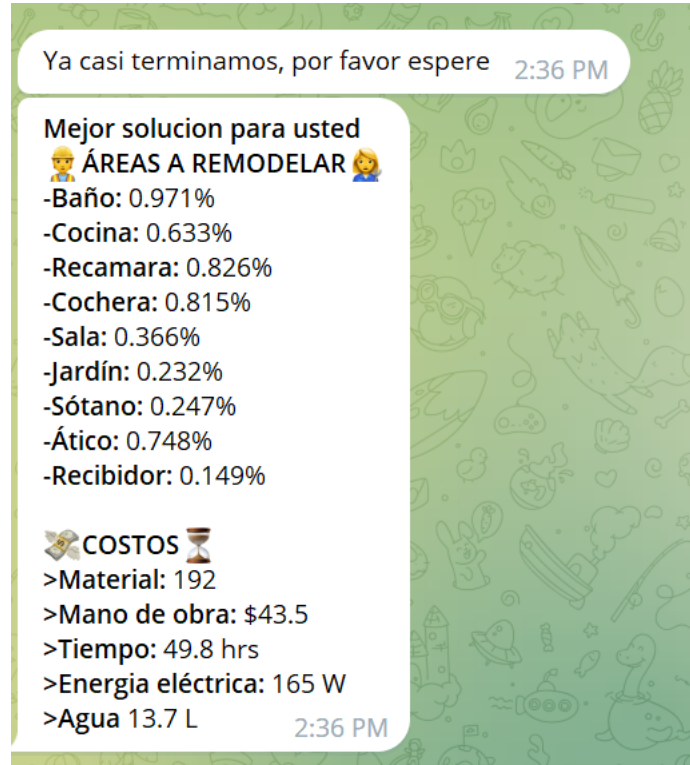 Ya casi terminamos, por favor espere 2:36 PM
Mejor solucion para usted
👷ÁREAS A REMODELAR👩‍🎨
-Baño: 0.971%
-Cocina: 0.633%
-Recamara: 0.826%
-Cochera: 0.815%
-Sala: 0.366%
-Jardín: 0.232%
-Sótano: 0.247%
-Ático: 0.748%
-Recibidor: 0.149%
💸COSTOS⏳
>Material: 192
>Mano de obra: $43.5
>Tiempo: 49.8 hrs
>Energia eléctrica: 165 W
>Agua 13.7 L 2:36 PM